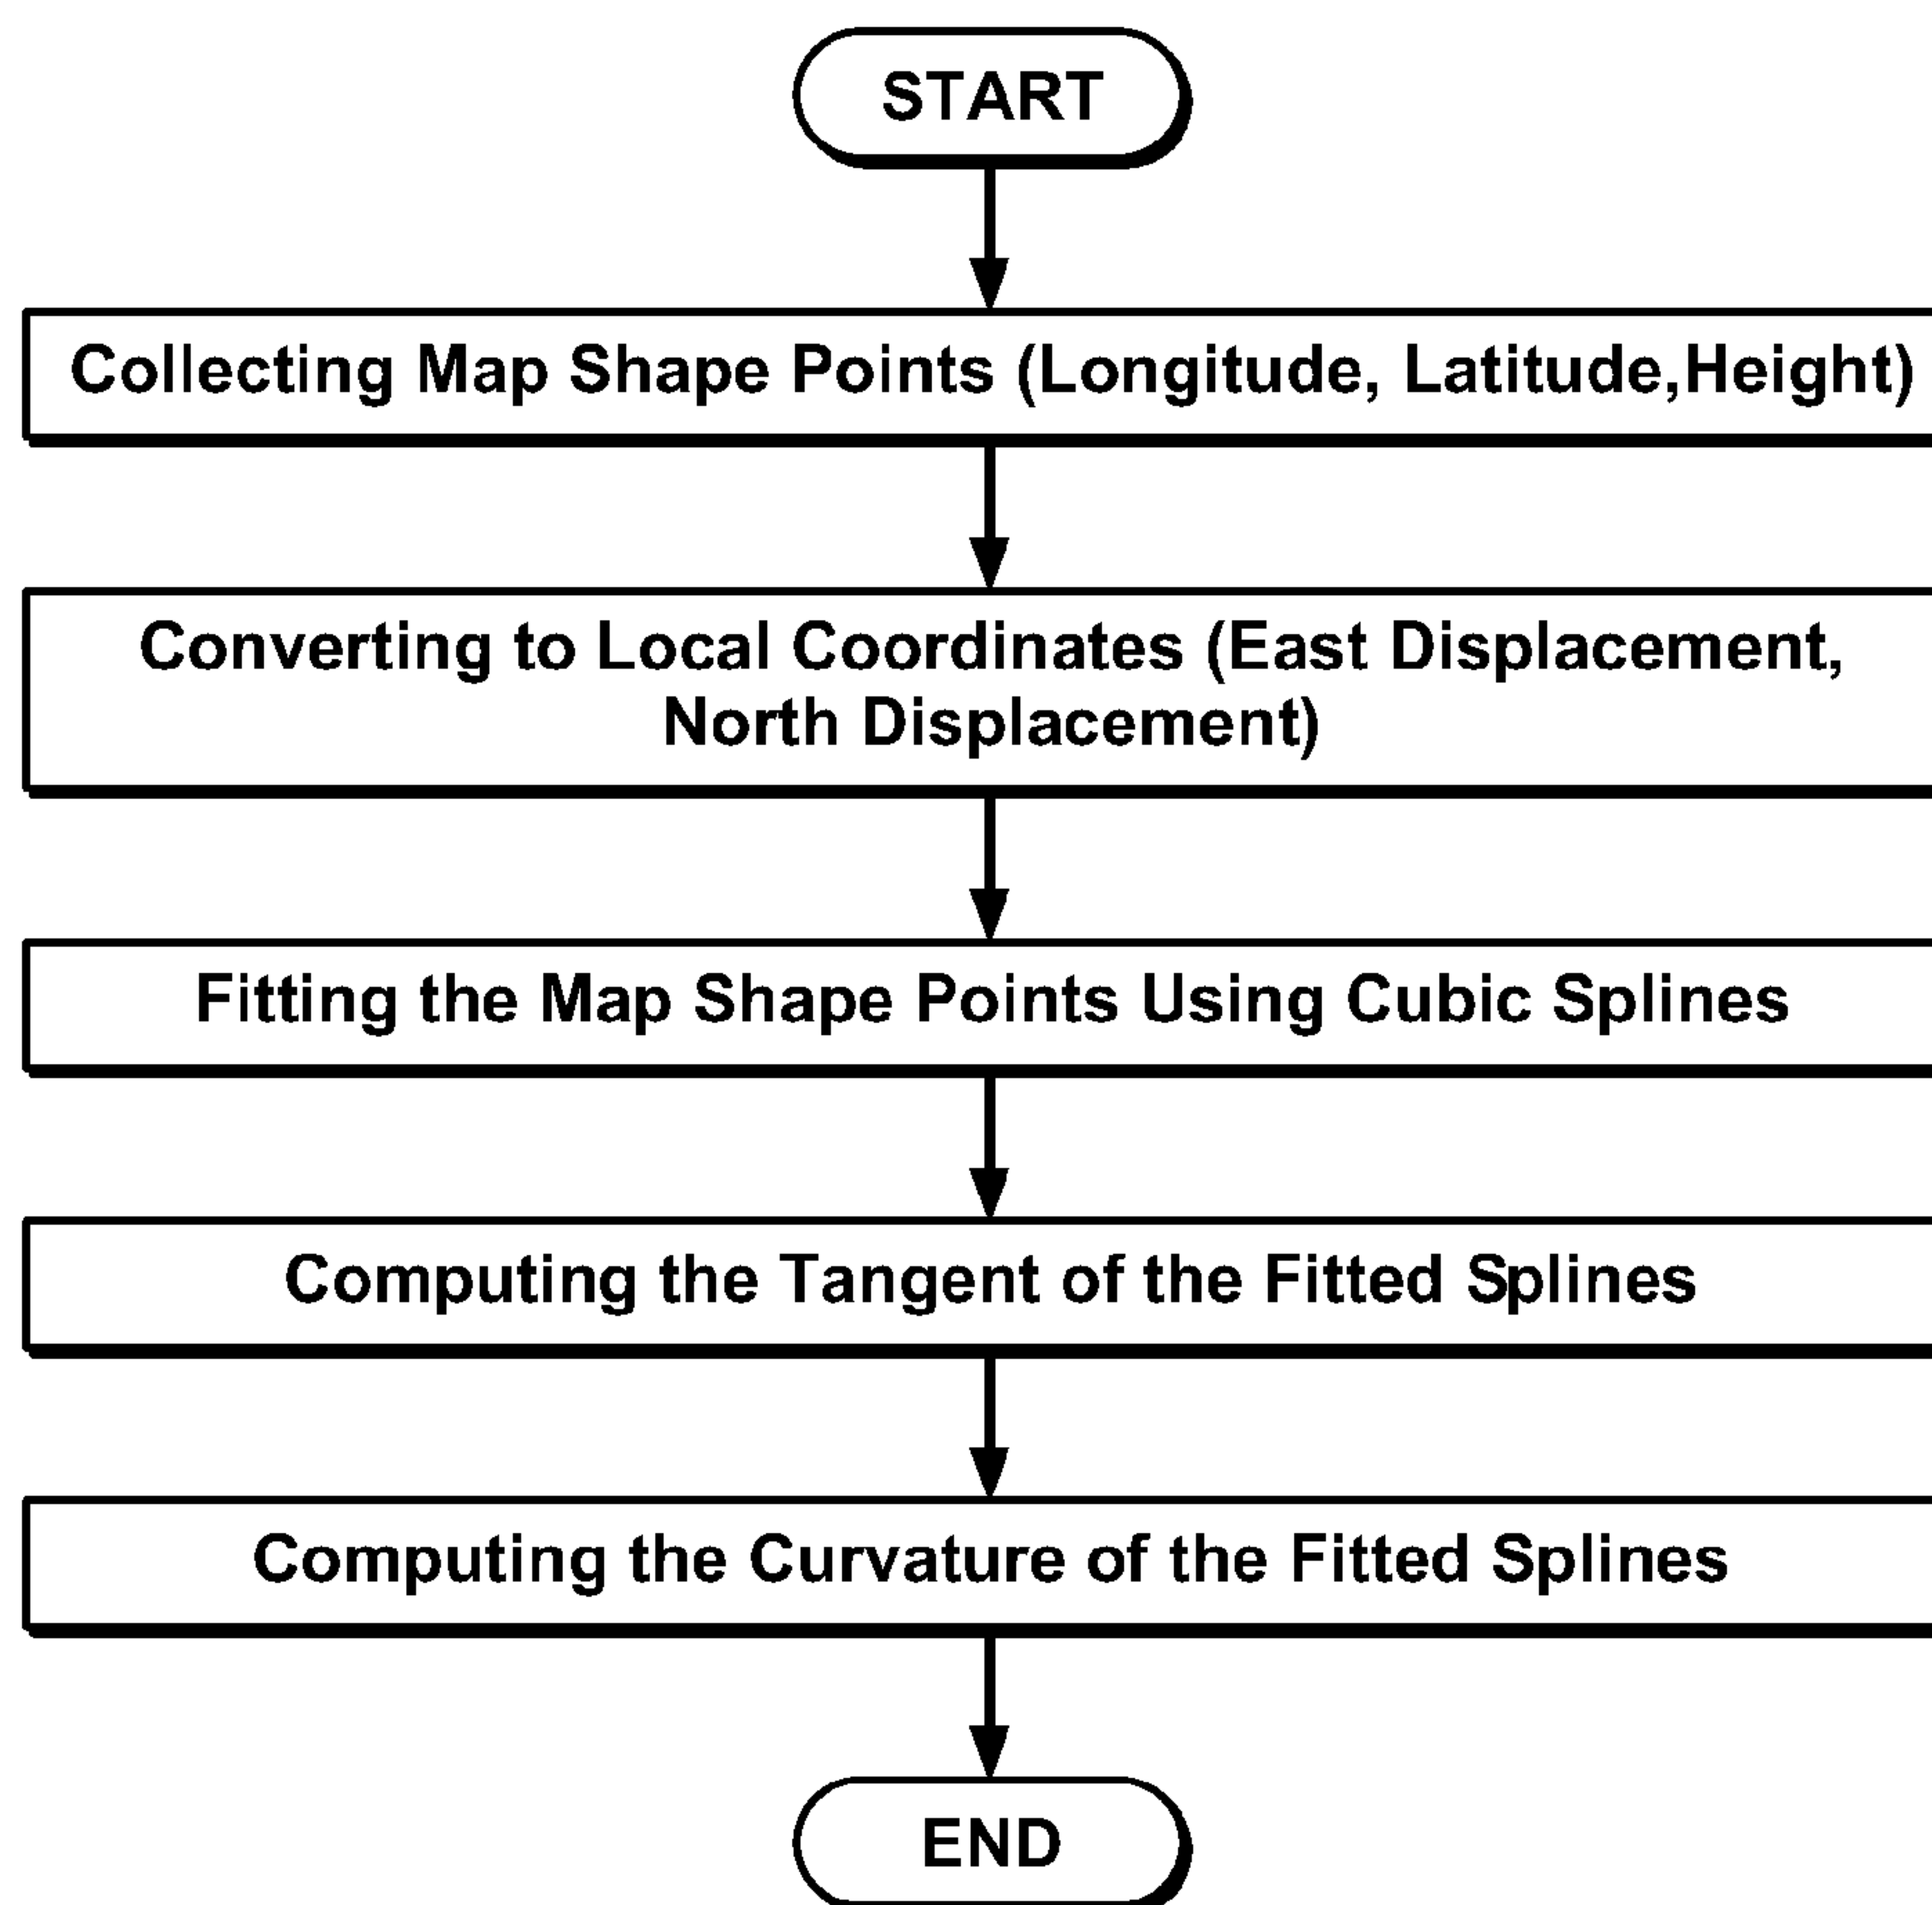 START
Collecting Map Shape Points (Longitude, Latitude,Height)
Converting to Local Coordinates (East Displacement,
North Displacement)
Fitting the Map Shape Points Using Cubic Splines
Computing the Tangent of the Fitted Splines
Computing the Curvature of the Fitted Splines
END